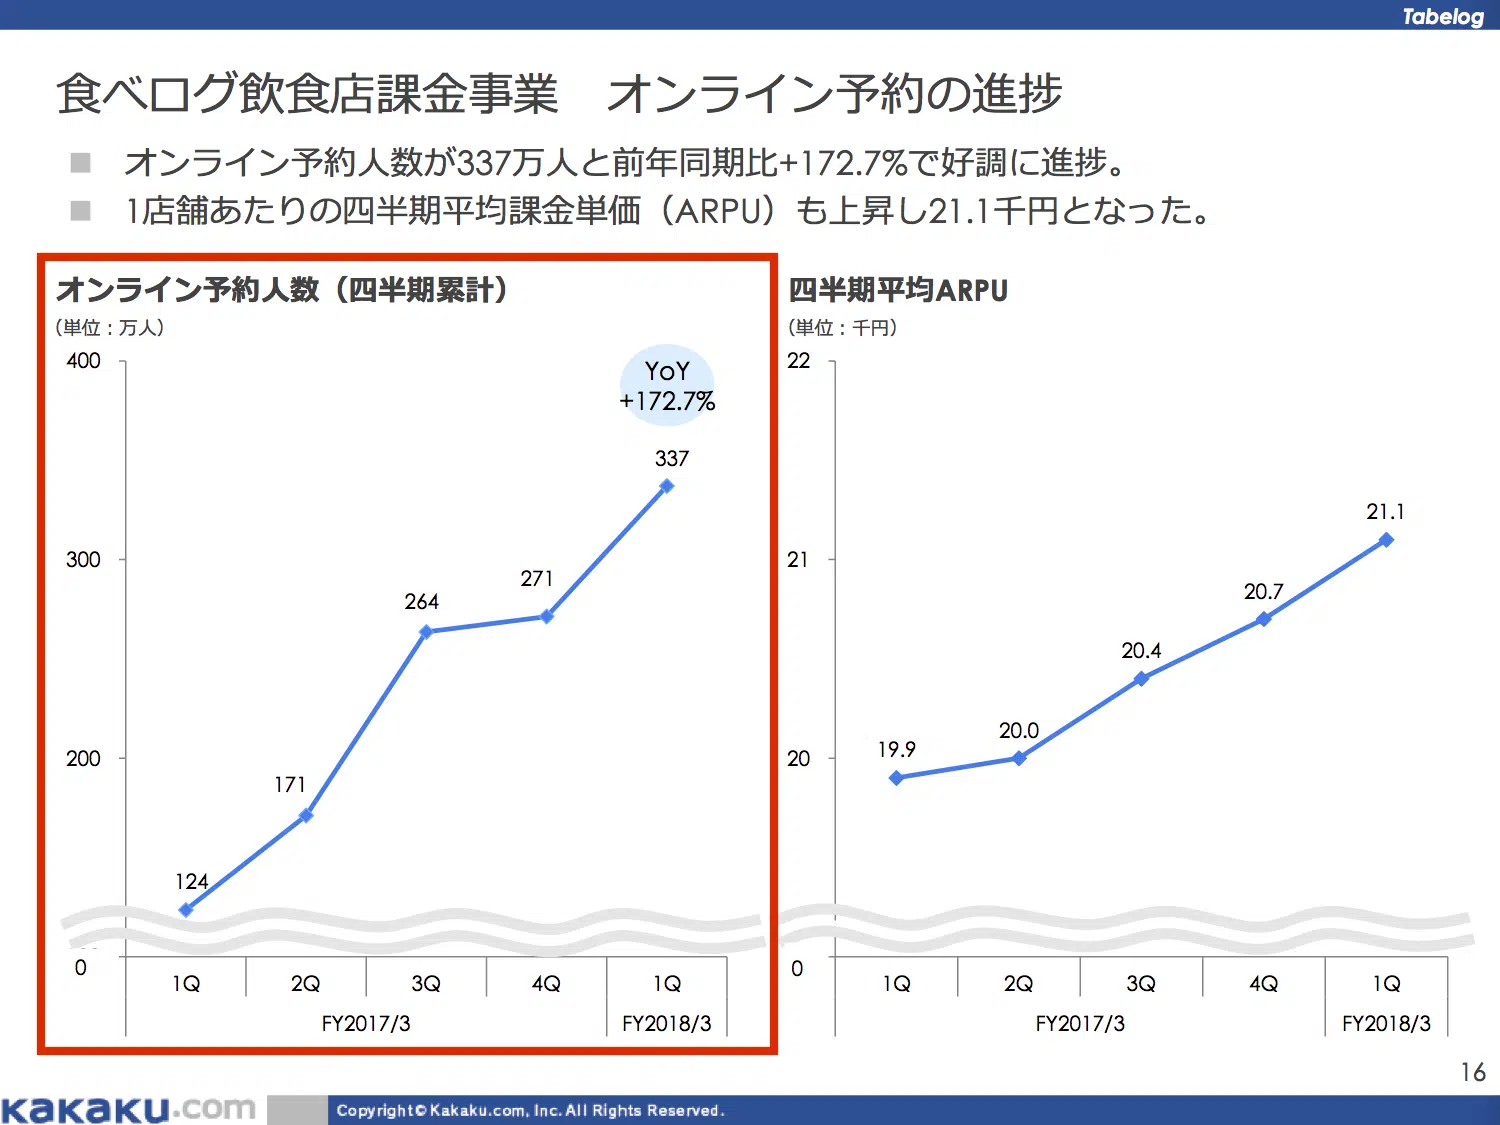 Tabelog
食べログ飲食店課金事業　オンライン予約の進捗
オンライン予約人数が337万人と前年同期比+172.7%で好調に進捗。
1店舗あたりの四半期平均課金単価（ARPU）も上昇し21.1千円となった。
オンライン予約人数（四半期累計）
（単位：万人）
400
300
200
0
YoY
+172.7%
124
171
264
271
337
1Q 2Q 3Q 4Q 1Q
FY2017/3 FY2018/3
四半期平均ARPU
（単位：千円）
22
21
20
0
19.9
20.0
20.4
20.7
21.1
1Q 2Q 3Q 4Q 1Q
FY2017/3 FY2018/3
16
kakaku.com
Copyright© Kakaku.com, Inc. All Rights Reserved.